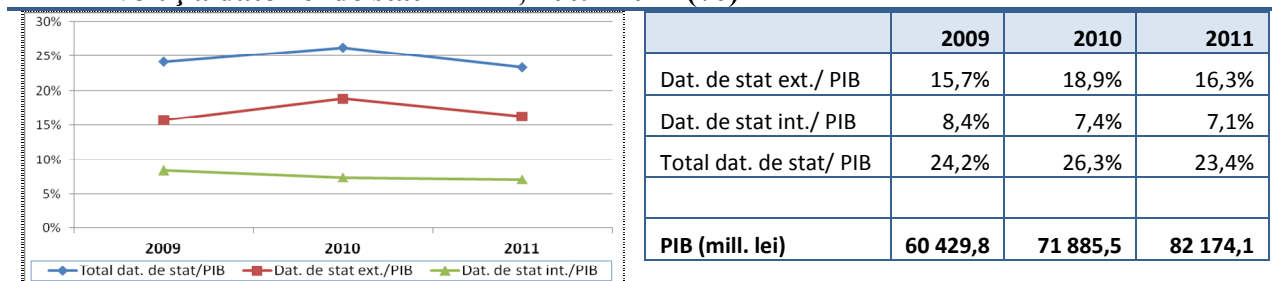 30%
25%
20%
15%
10%
5%
0%
2009 2010 2011
Total dat. de stat/PIB Dat. de stat ext./PIB Dat. de stat int./PIB
2009 2010 2011
Dat. de stat ext./ PIB 15,7% 18,9% 16,3%
Dat. de stat int./ PIB 8,4% 7,4% 7,1%
Total dat. de stat/ PIB 24,2% 26,3% 23,4%
PIB (mill. lei) 60 429,8 71 885,5 82 174,1